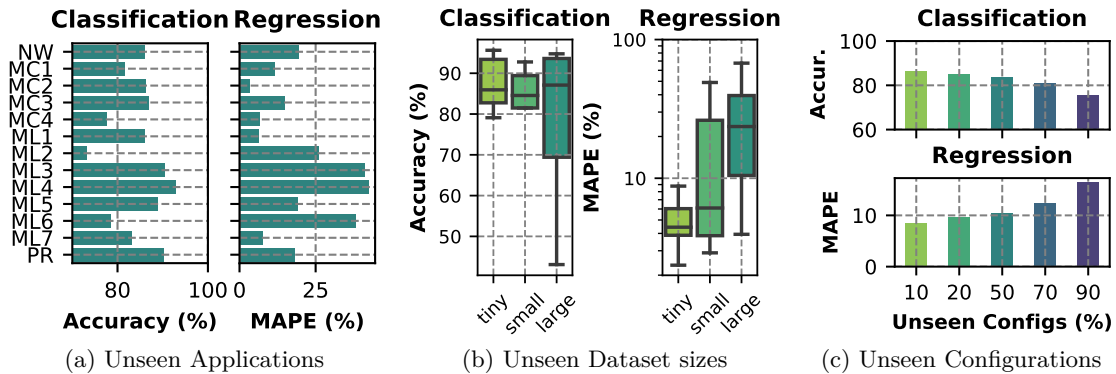 Classification Regression
NW
MC1
MC2
MC3
MC4
ML1
ML2
ML3
ML4
ML5
ML6
ML7
PR
80 100 0 25
Accuracy (%) MAPE (%)
(a) Unseen Applications
Classification Regression
Accuracy (%)
90
80
70
60
50
tiny small large
MAPE (%)
100
10
tiny small large
(b) Unseen Dataset sizes
Classification
Accur.
100
80
60
Regression
MAPE
10
0
10 20 50 70 90
Unseen Configs (%)
(c) Unseen Configurations